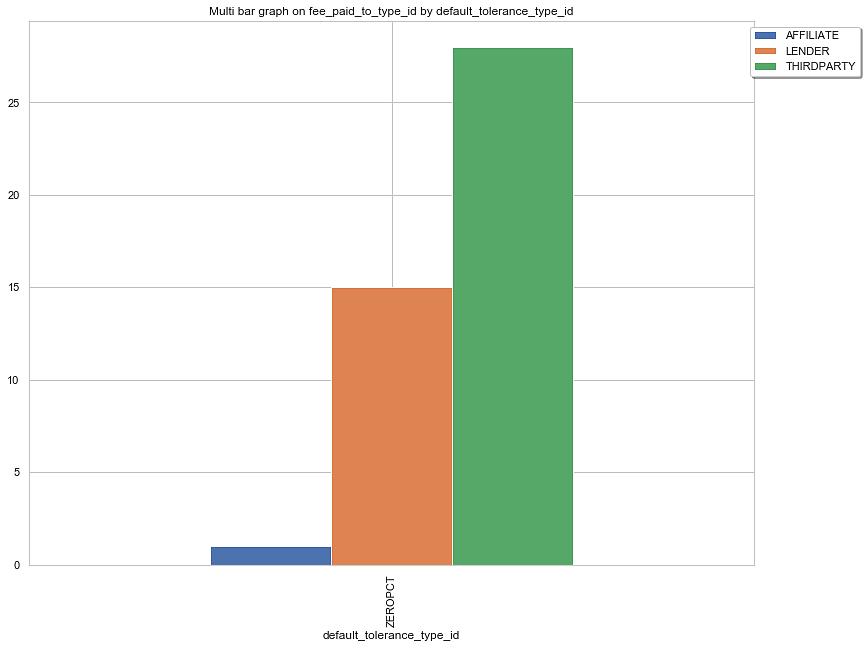 Multi bar graph on fee_paid_to_type_id by default_tolerance_type_id
AFFILIATE
LENDER
THIRDPARTY
25
20
15
10
5
0
ZEROPCT
default_tolerance_type_id